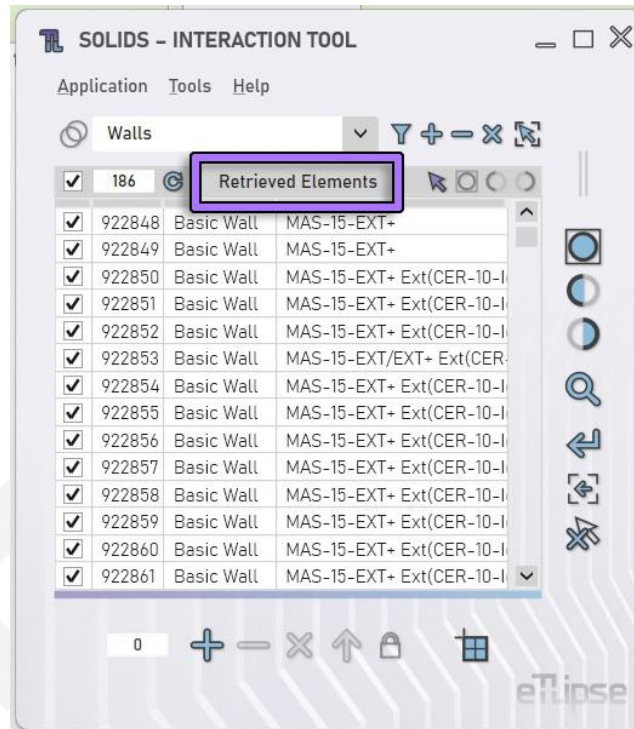 SOLIDS – INTERACTION TOOL
Application Tools Help
Walls
186 Retrieved Elements
922848 Basic Wall MAS-15-EXT+
922849 Basic Wall MAS-15-EXT+
922850 Basic Wall MAS-15-EXT+ Ext(CER-10-I
922851 Basic Wall MAS-15-EXT+ Ext(CER-10-I
922852 Basic Wall MAS-15-EXT+ Ext(CER-10-I
922853 Basic Wall MAS-15-EXT/EXT+ Ext(CER-
922854 Basic Wall MAS-15-EXT+ Ext(CER-10-I
922855 Basic Wall MAS-15-EXT+ Ext(CER-10-I
922856 Basic Wall MAS-15-EXT+ Ext(CER-10-I
922857 Basic Wall MAS-15-EXT+ Ext(CER-10-I
922858 Basic Wall MAS-15-EXT+ Ext(CER-10-I
922859 Basic Wall MAS-15-EXT+ Ext(CER-10-I
922860 Basic Wall MAS-15-EXT+ Ext(CER-10-I
922861 Basic Wall MAS-15-EXT+ Ext(CER-10-I
0
eTLipse